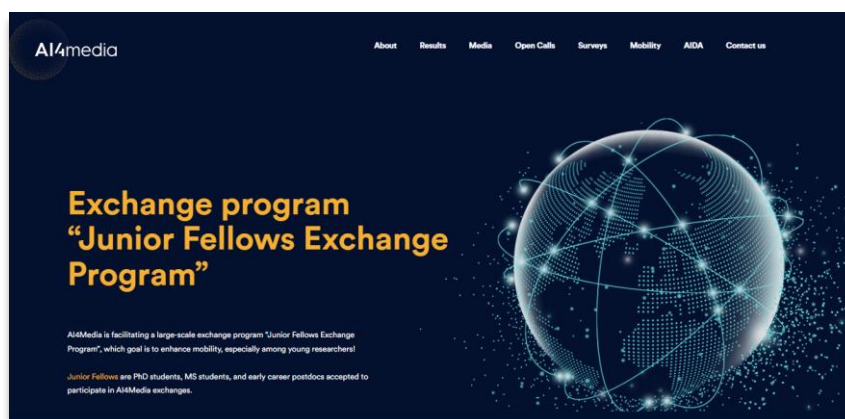 AI4media
About Results Media Open Calls Surveys Mobility AIDA Contact us
Exchange program
“Junior Fellows Exchange
Program”
AI4Media is facilitating a large-scale exchange program "Junior Fellows Exchange
Program", which goal is to enhance mobility, especially among young researchers!
Junior Fellows are PhD students, MS students, and early career postdocs accepted to
participate in AI4Media exchanges.